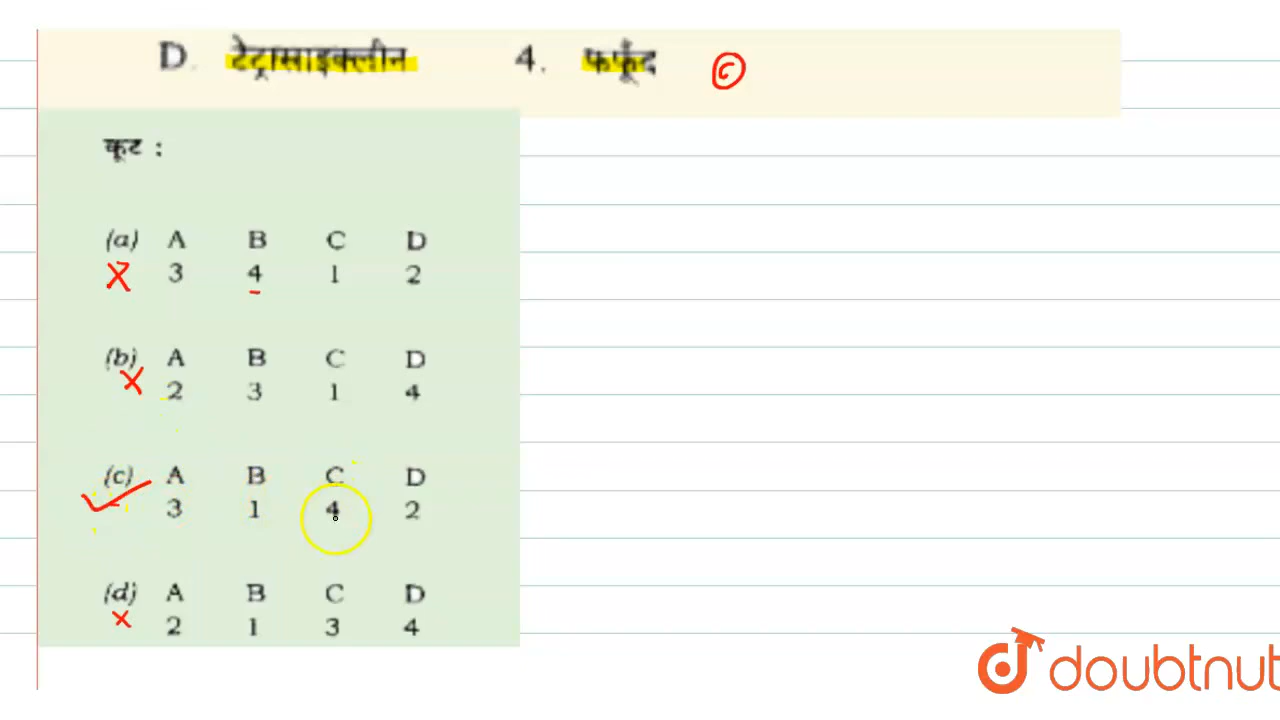 D. टेट्रासाइक्लीन 4. फफूँद c
कूट :
(a) A B C D
3 4 1 2
(b) A B C D
2 3 1 4
(c) A B C D
3 1 4 2
(d) A B C D
2 1 3 4
doubtnut